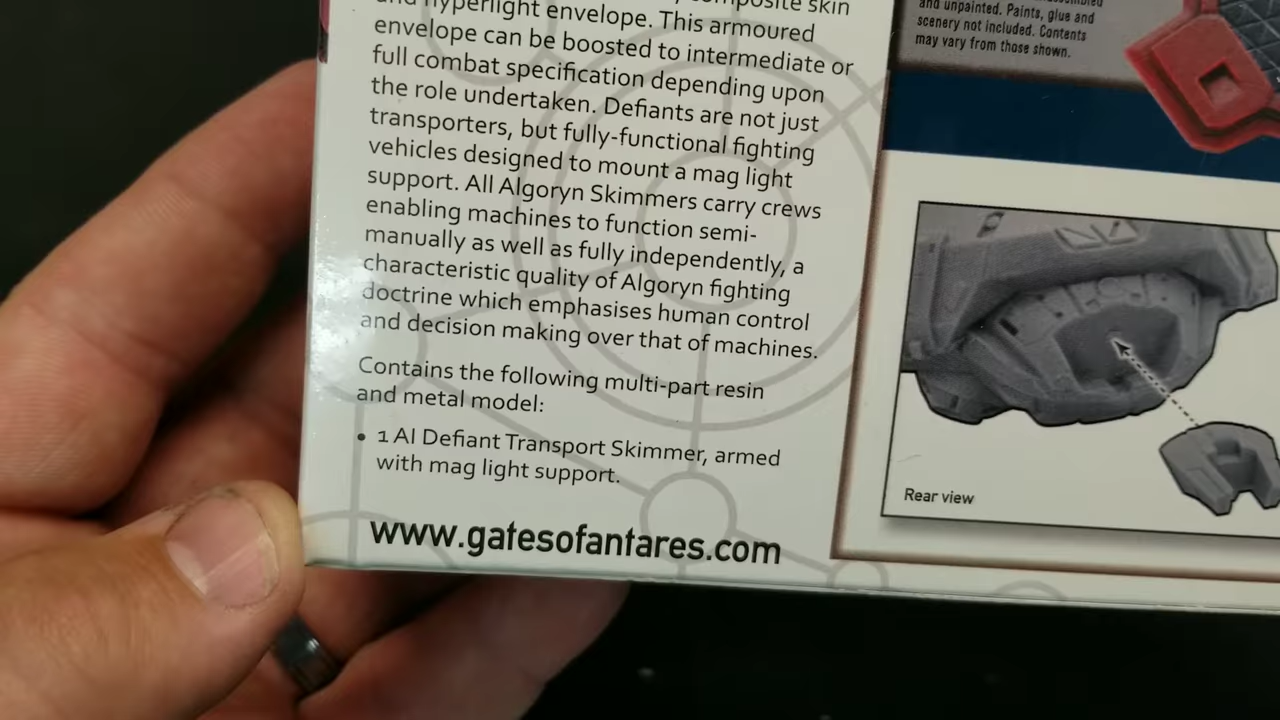 and hyperlight envelope. This armoured
envelope can be boosted to intermediate or
full combat specification depending upon
the role undertaken. Defiants are not just
transporters, but fully-functional fighting
vehicles designed to mount a mag light
support. All Algoryn Skimmers carry crews
enabling machines to function semi-
manually as well as fully independently, a
characteristic quality of Algoryn fighting
doctrine which emphasises human control
and decision making over that of machines.
Contains the following multi-part resin
and metal model:
• 1 AI Defiant Transport Skimmer, armed
with mag light support.
www.gatesofantares.com
and unpainted. Paints, glue and
scenery not included. Contents
may vary from those shown.
Rear view